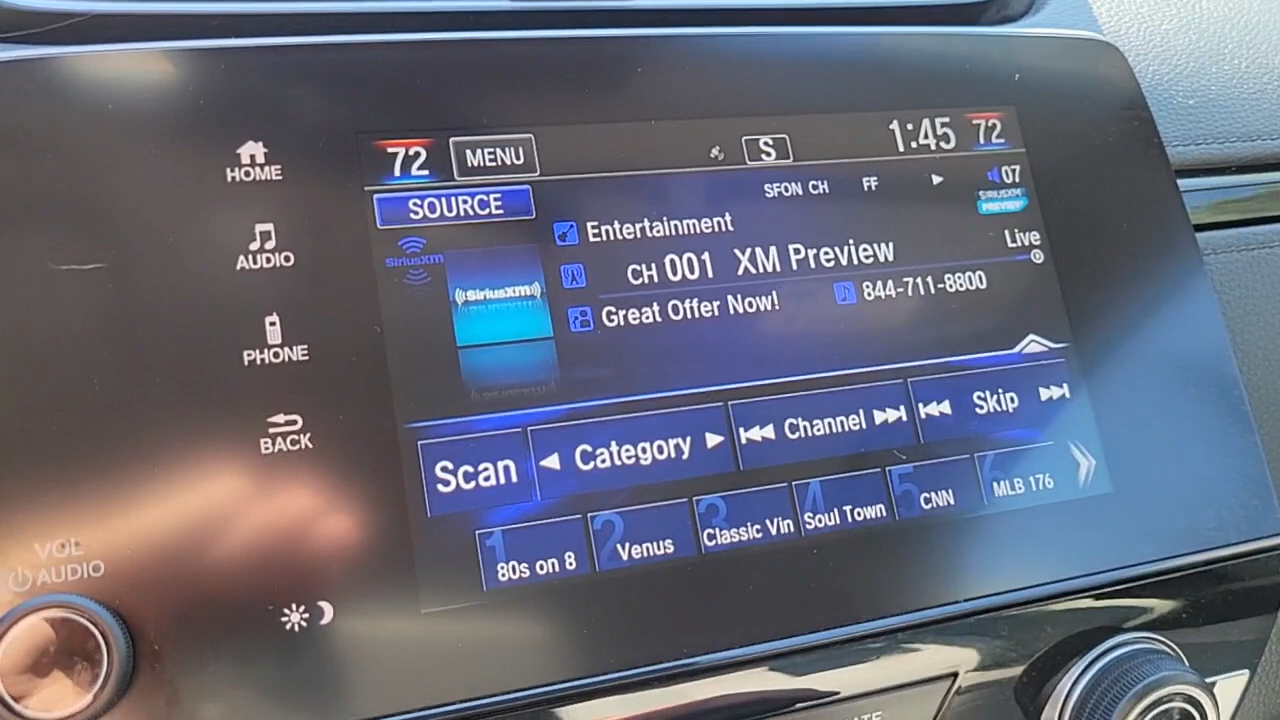 72 MENU S 1:45 72
SFON CH FF 07
SOURCE
SIRIUSXM
PREVIEW
SiriusXM
((SiriusXM))
Entertainment
CH 001 XM Preview
Live
Great Offer Now!
844-711-8800
Scan Category Channel Skip
1 80s on 8
2 Venus
3 Classic Vin
4 Soul Town
5 CNN
6 MLB 176
HOME
AUDIO
PHONE
BACK
VOL
AUDIO